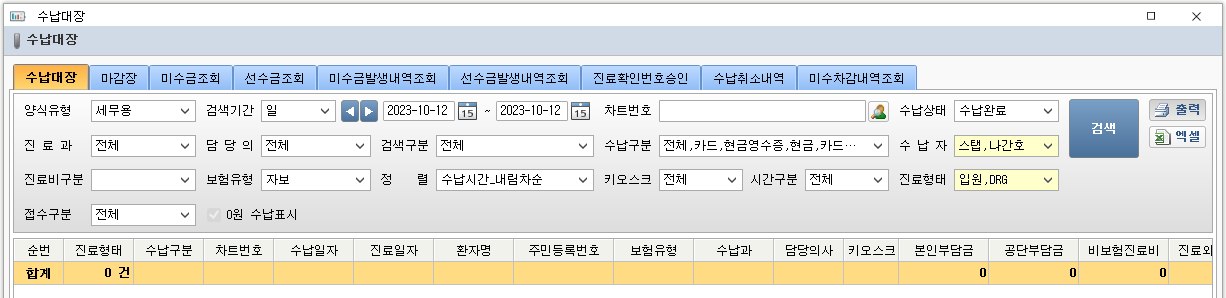 수납대장
수납대장
수납대장 마감장 미수금조회 선수금조회 미수금발생내역조회 선수금발생내역조회 진료확인번호승인 수납취소내역 미수차감내역조회
양식유형 세무용 검색기간 일 2023-10-12 15 ~ 2023-10-12 15 차트번호 수납상태 수납완료 검색 출력
진 료 과 전체 담 당 의 전체 검색구분 전체 수납구분 전체,카드,현금영수증,현금,카드… 수 납 자 스탭,나간호 엑셀
진료비구분 보험유형 자보 정 렬 수납시간_내림차순 키오스크 전체 시간구분 전체 진료형태 입원,DRG
접수구분 전체 0원 수납표시
순번 진료형태 수납구분 차트번호 수납일자 진료일자 환자명 주민등록번호 보험유형 수납과 담당의사 키오스크 본인부담금 공단부담금 비보험진료비 진료외
합계 0 건 0 0 0